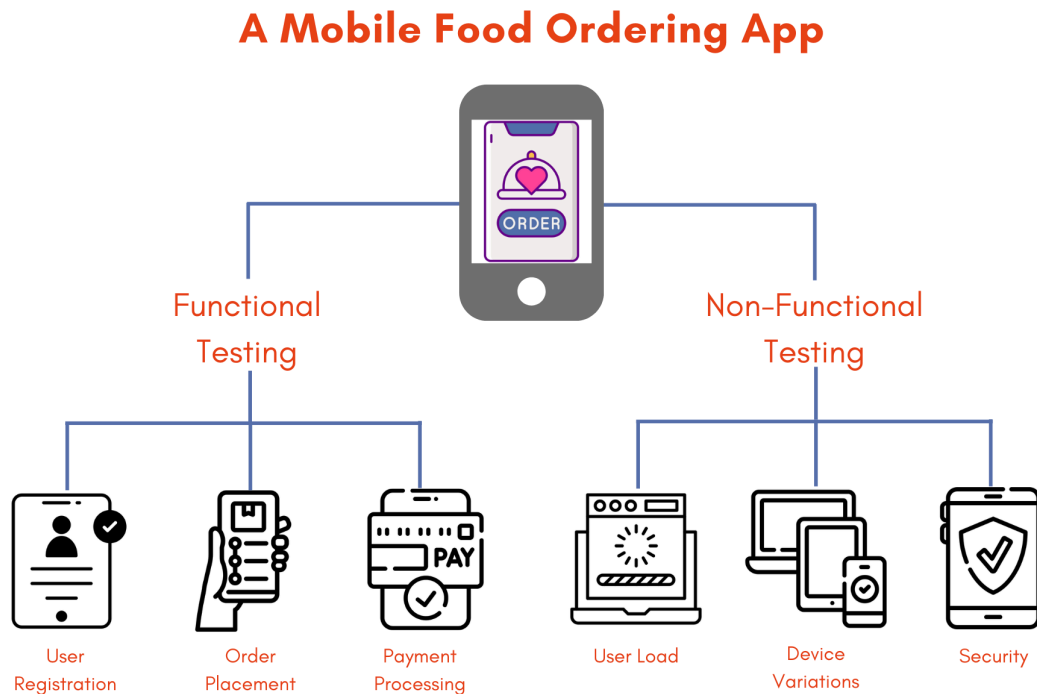 A Mobile Food Ordering App
ORDER
Functional
Testing
Non-Functional
Testing
PAY
User
Registration
Order
Placement
Payment
Processing
User Load
Device
Variations
Security